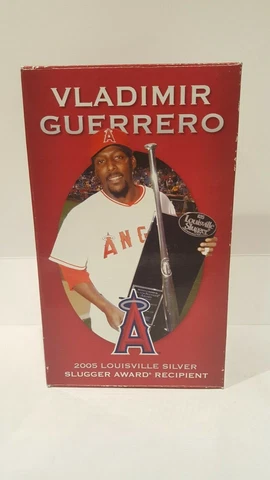 VLADIMIR
GUERRERO
A
ANG
Louisville
Slugger
A
2005 LOUISVILLE SILVER
SLUGGER AWARD® RECIPIENT